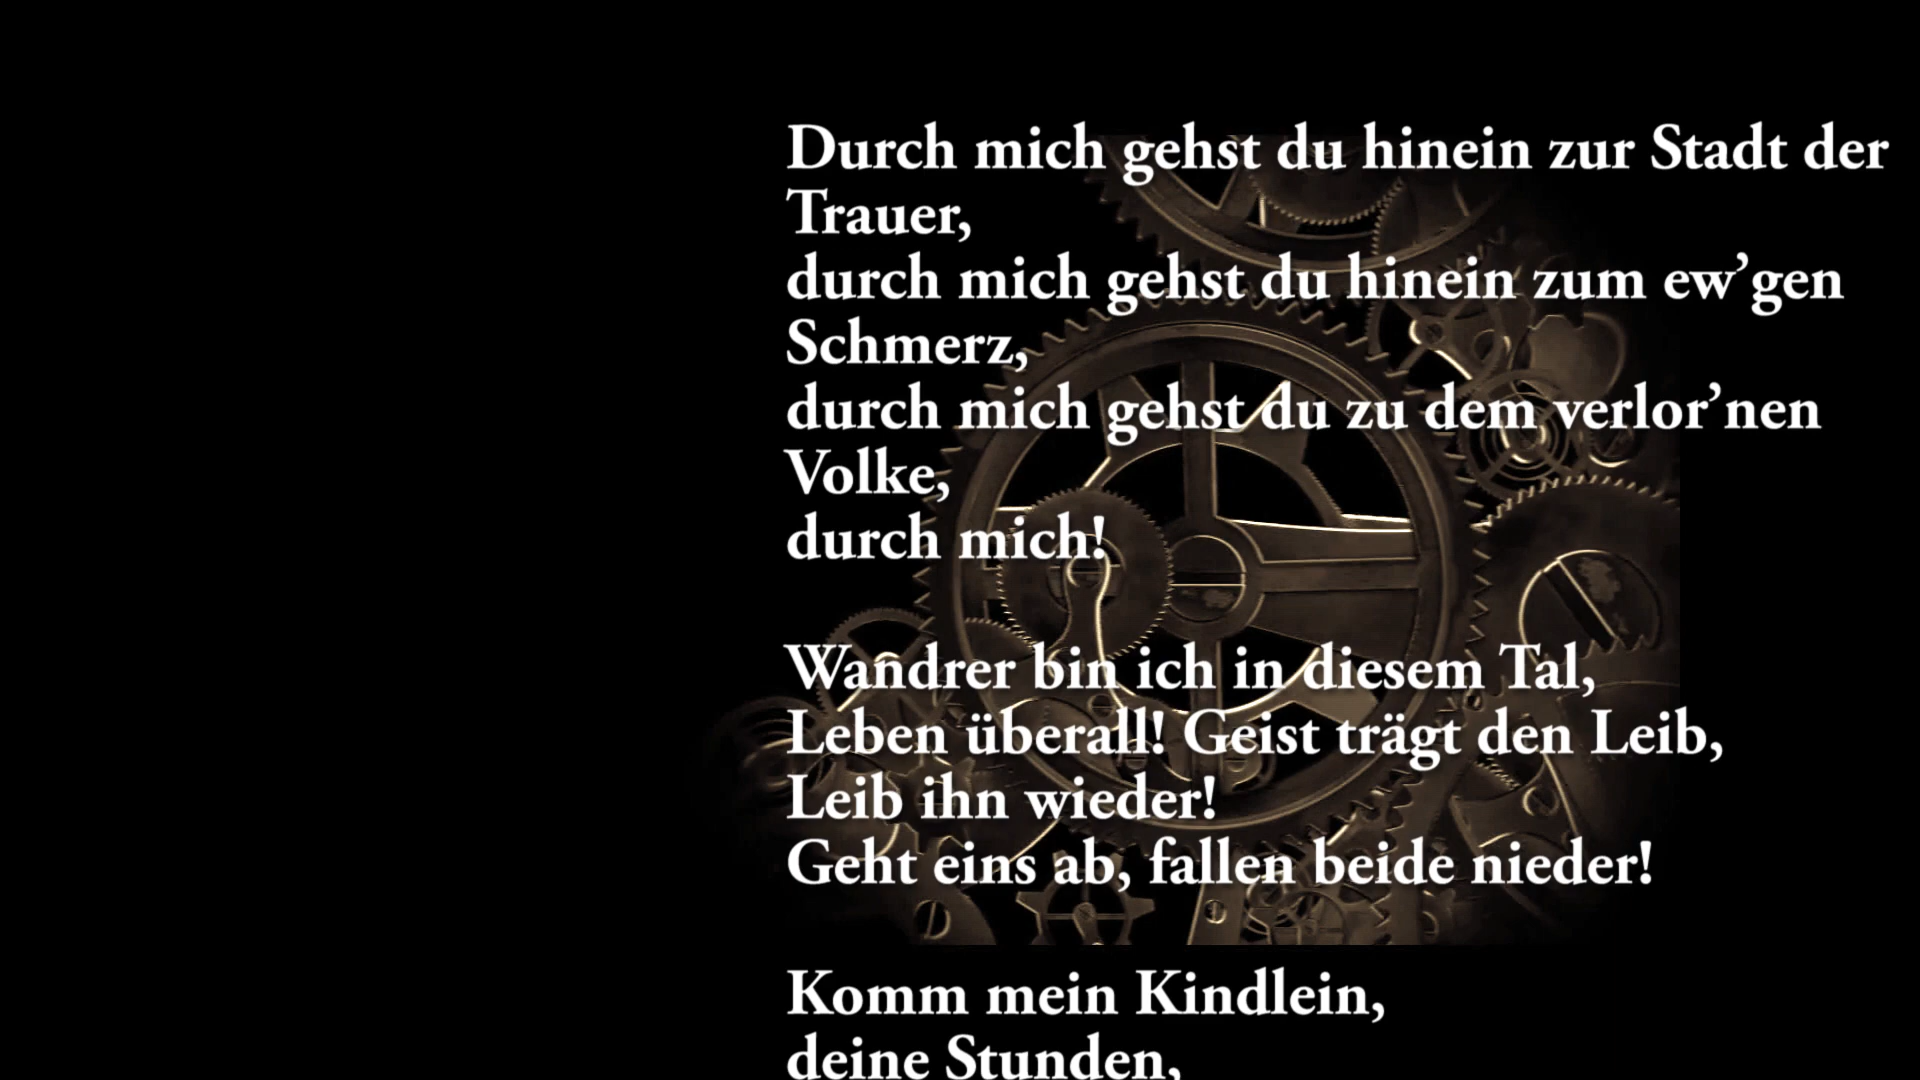 Durch mich gehst du hinein zur Stadt der
Trauer,
durch mich gehst du hinein zum ew’gen
Schmerz,
durch mich gehst du zu dem verlor’nen
Volke,
durch mich!
Wandrer bin ich in diesem Tal,
Leben überall! Geist trägt den Leib,
Leib ihn wieder!
Geht eins ab, fallen beide nieder!
Komm mein Kindlein,
deine Stunden,